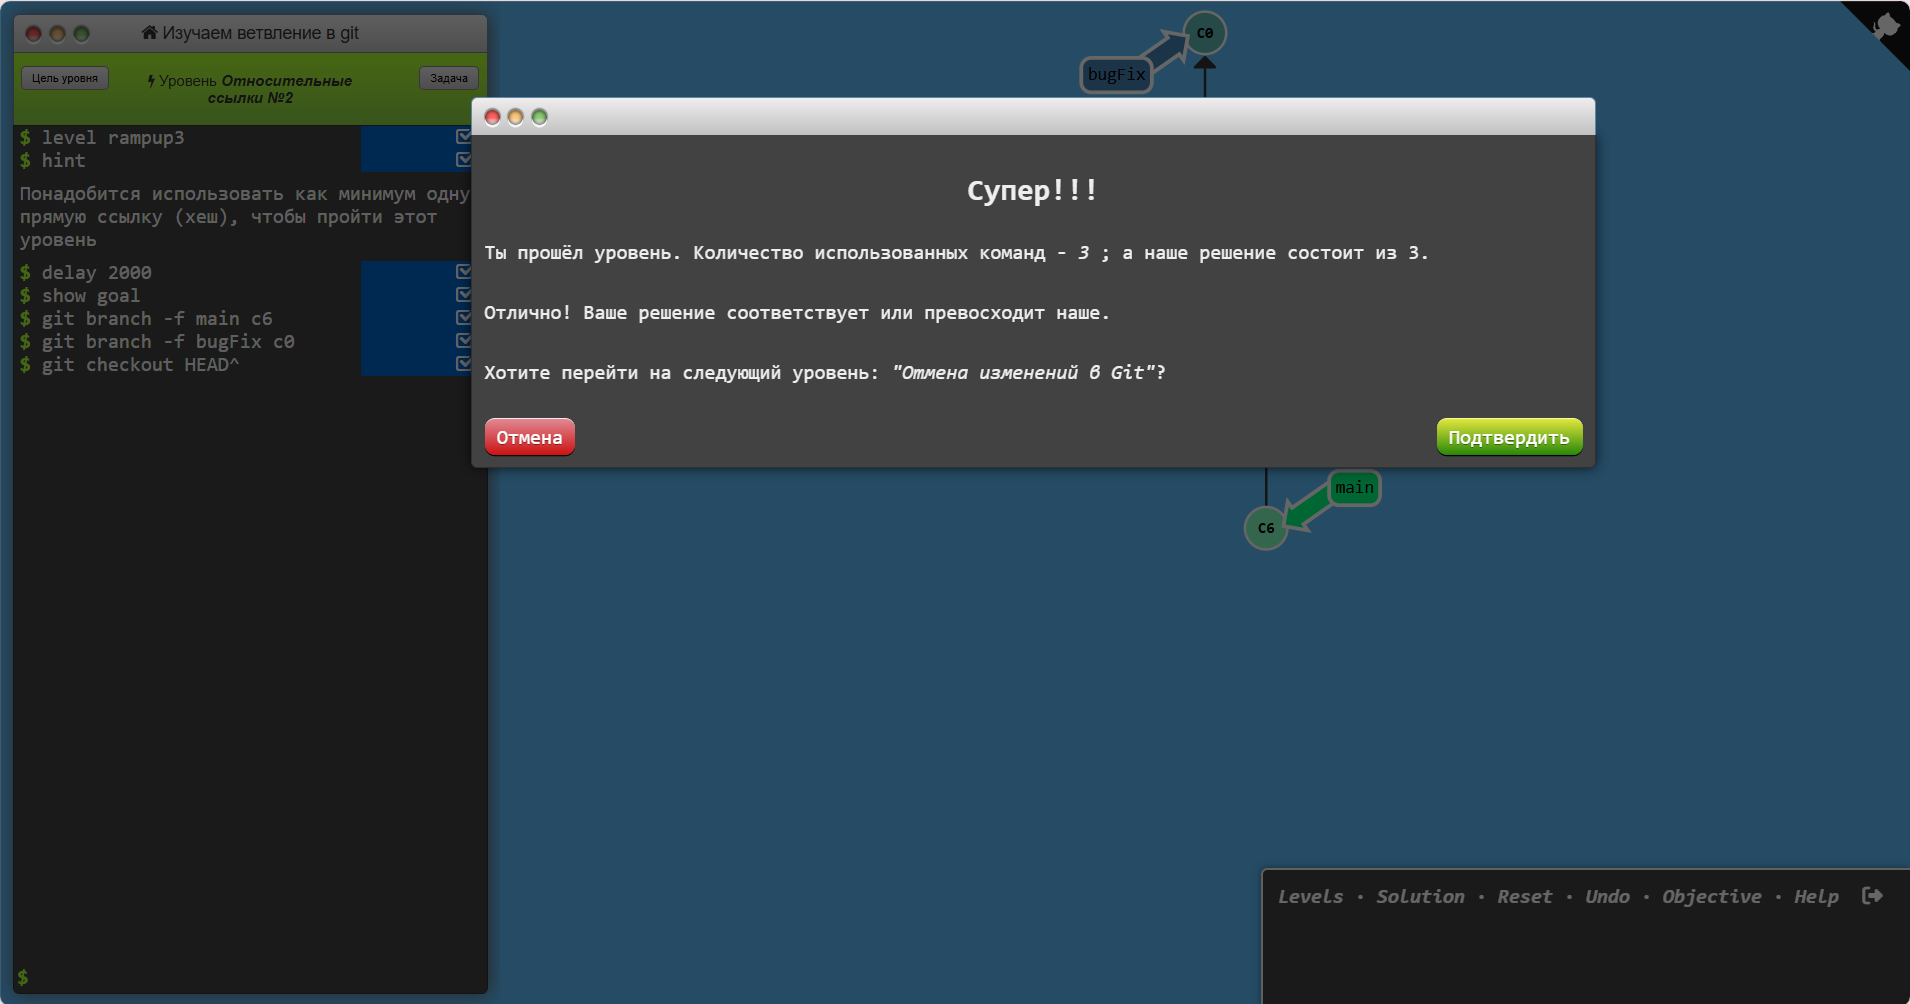 Изучаем ветвление в git
Цель уровня
Уровень Относительные
ссылки №2
Задача
$ level rampup3
$ hint
Понадобится использовать как минимум одну
прямую ссылку (хеш), чтобы пройти этот
уровень
$ delay 2000
$ show goal
$ git branch -f main c6
$ git branch -f bugFix c0
$ git checkout HEAD^
$
C0
bugFix
Супер!!!
Ты прошёл уровень. Количество использованных команд - 3 ; а наше решение состоит из 3.
Отлично! Ваше решение соответствует или превосходит наше.
Хотите перейти на следующий уровень: "Отмена изменений в Git"?
Отмена
Подтвердить
main
C6
Levels · Solution · Reset · Undo · Objective · Help